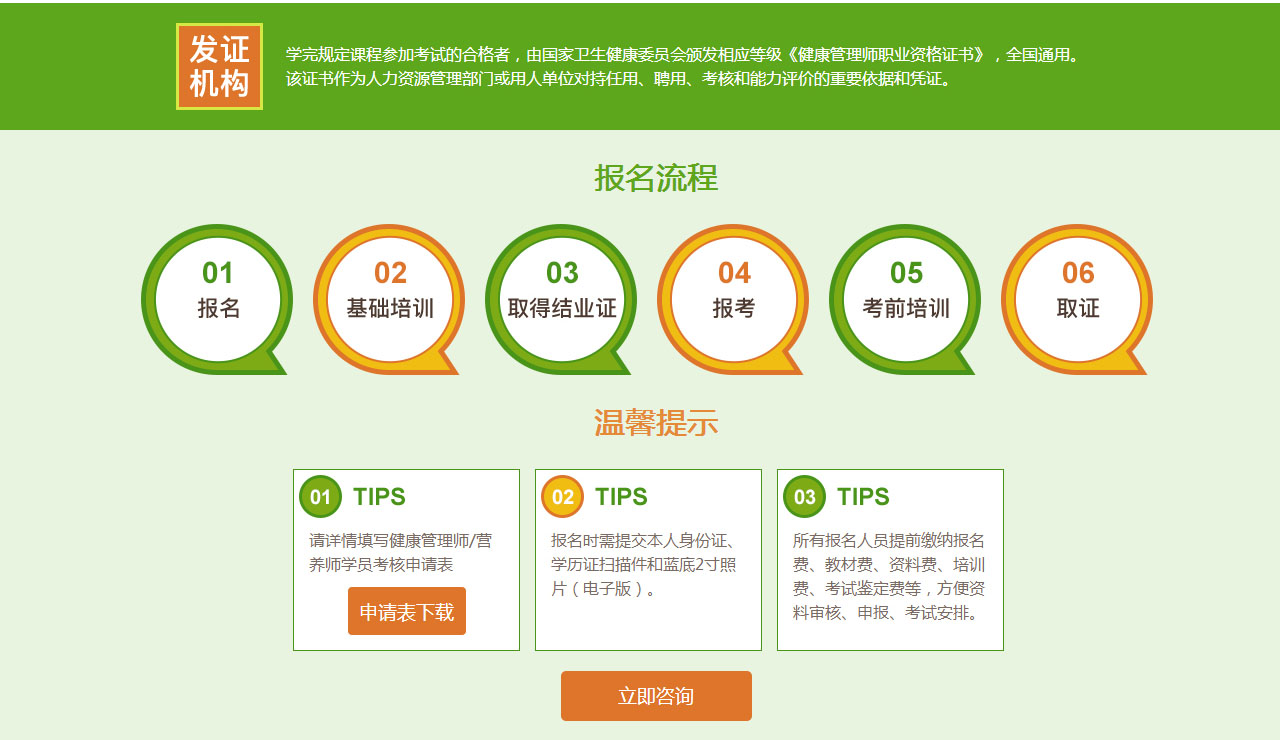 发证
机构
学完规定课程参加考试的合格者，由国家卫生健康委员会颁发相应等级《健康管理师职业资格证书》，全国通用。
该证书作为人力资源管理部门或用人单位对持任用、聘用、考核和能力评价的重要依据和凭证。
报名流程
01
报名
02
基础培训
03
取得结业证
04
报考
05
考前培训
06
取证
温馨提示
01 TIPS
请详情填写健康管理师/营
养师学员考核申请表
申请表下载
02 TIPS
报名时需提交本人身份证、
学历证扫描件和蓝底2寸照
片（电子版）。
03 TIPS
所有报名人员提前缴纳报名
费、教材费、资料费、培训
费、考试鉴定费等，方便资
料审核、申报、考试安排。
立即咨询